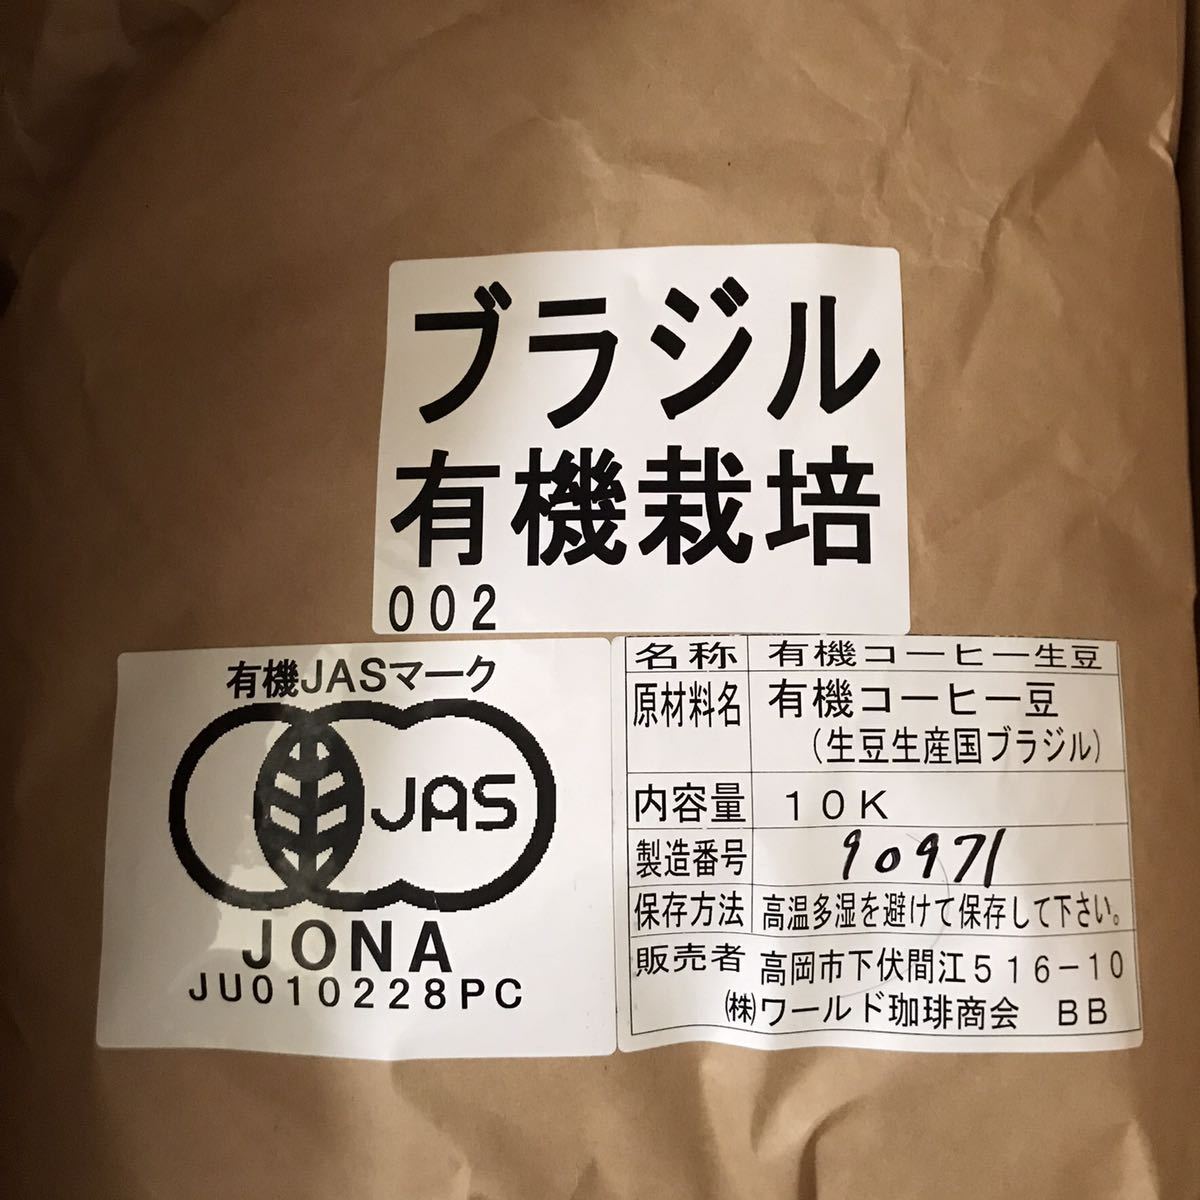 ブラジル
有機栽培
002
有機JASマーク
JAS
JONA
JU010228PC
名称 有機コーヒー生豆
原材料名 有機コーヒー豆
(生豆生産国ブラジル)
内容量 10K
製造番号 90971
保存方法 高温多湿を避けて保存して下さい。
販売者 高岡市下伏間江516-10
㈱ワールド珈琲商会 BB